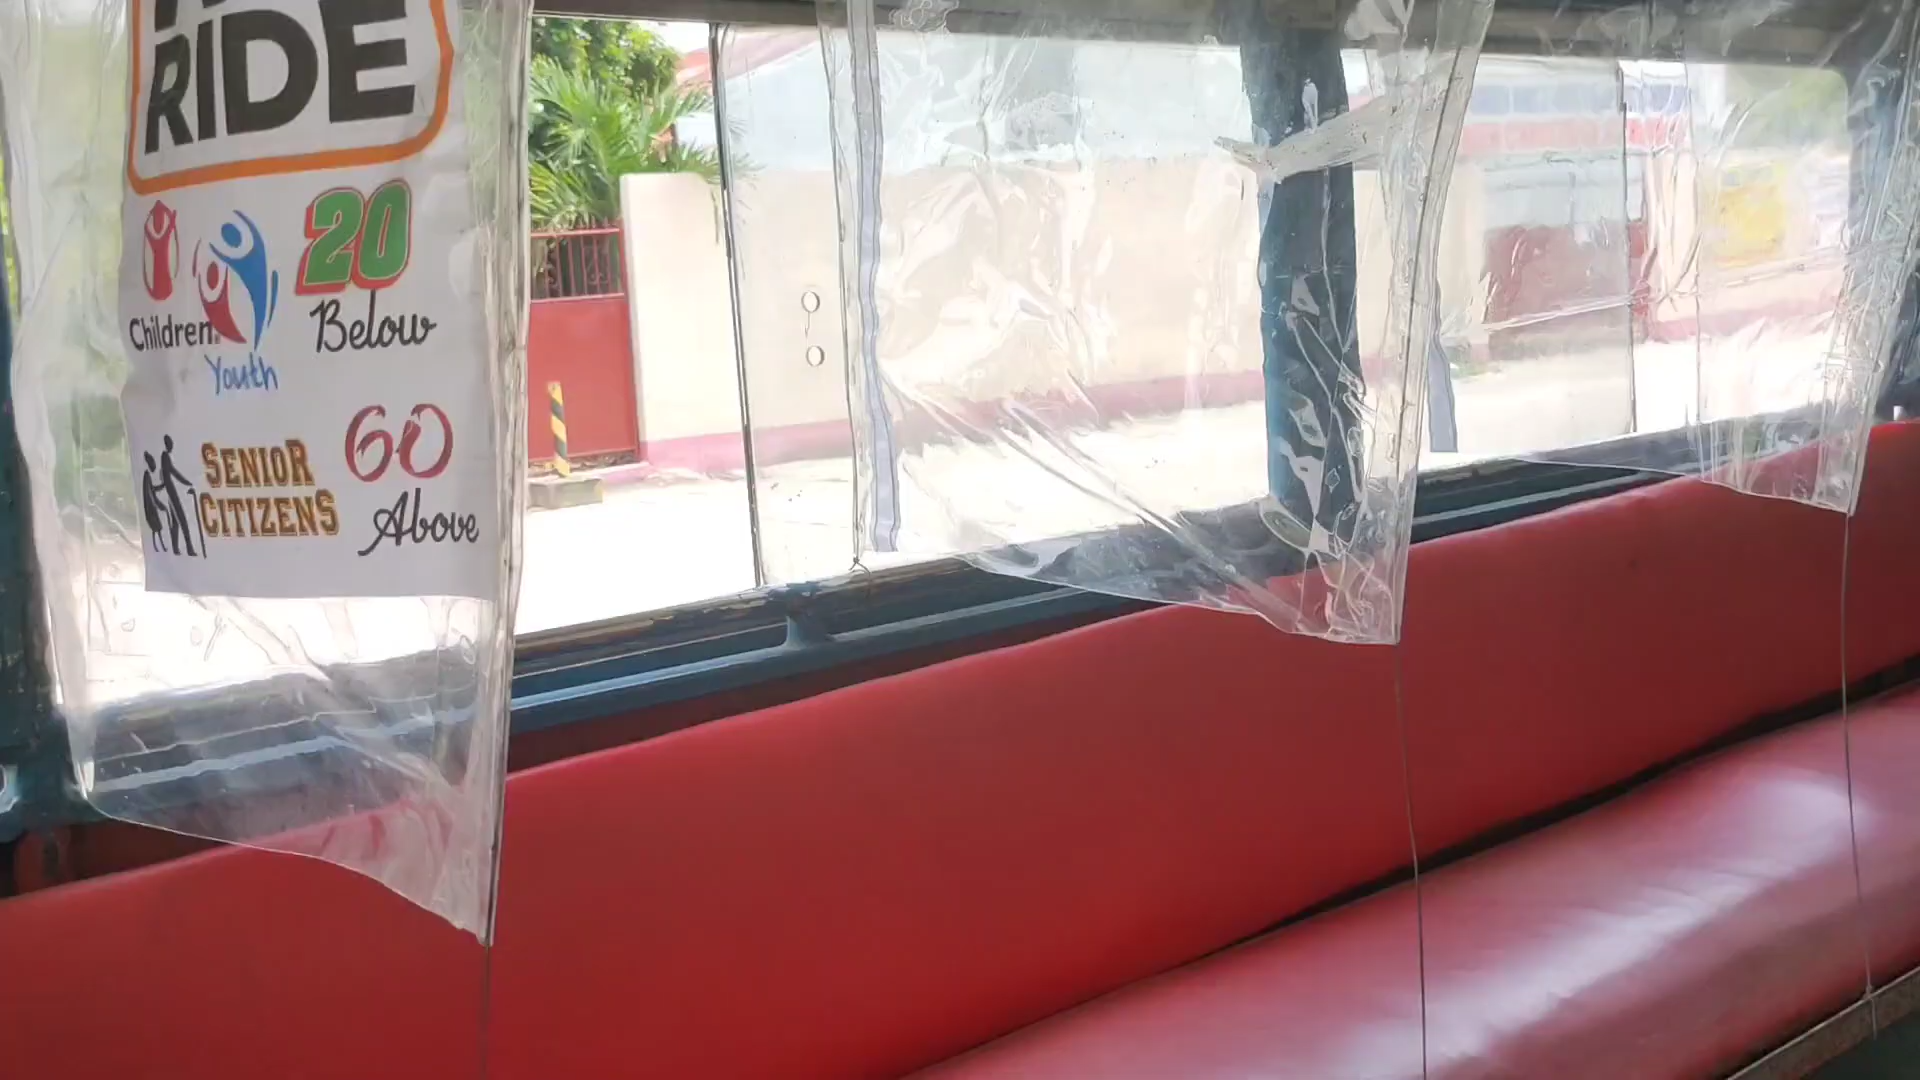 RIDE
20
Children
Below
Youth
SENIOR
CITIZENS
60
Above